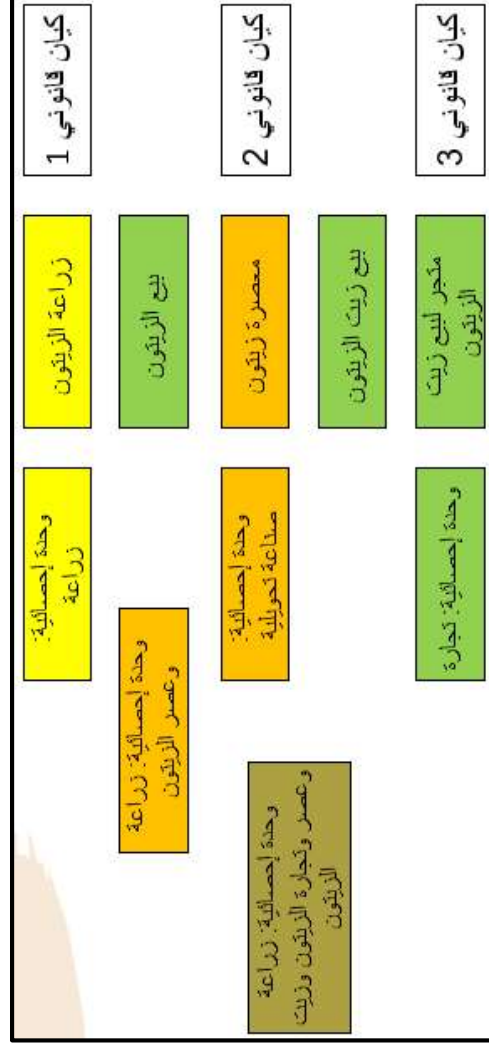 كيان قانوني 1
زراعة الزيتون
وحدة إحصائية:
زراعة
بيع الزيتون
وحدة إحصائية: زراعة
وعصر الزيتون
كيان قانوني 2
معصرة زيتون
وحدة إحصائية:
صناعة تحويلية
وحدة إحصائية: زراعة
وعصر وتجارة الزيتون وزيت
الزيتون
بيع زيت الزيتون
كيان قانوني 3
متجر لبيع زيت
الزيتون
وحدة إحصائية: تجارة